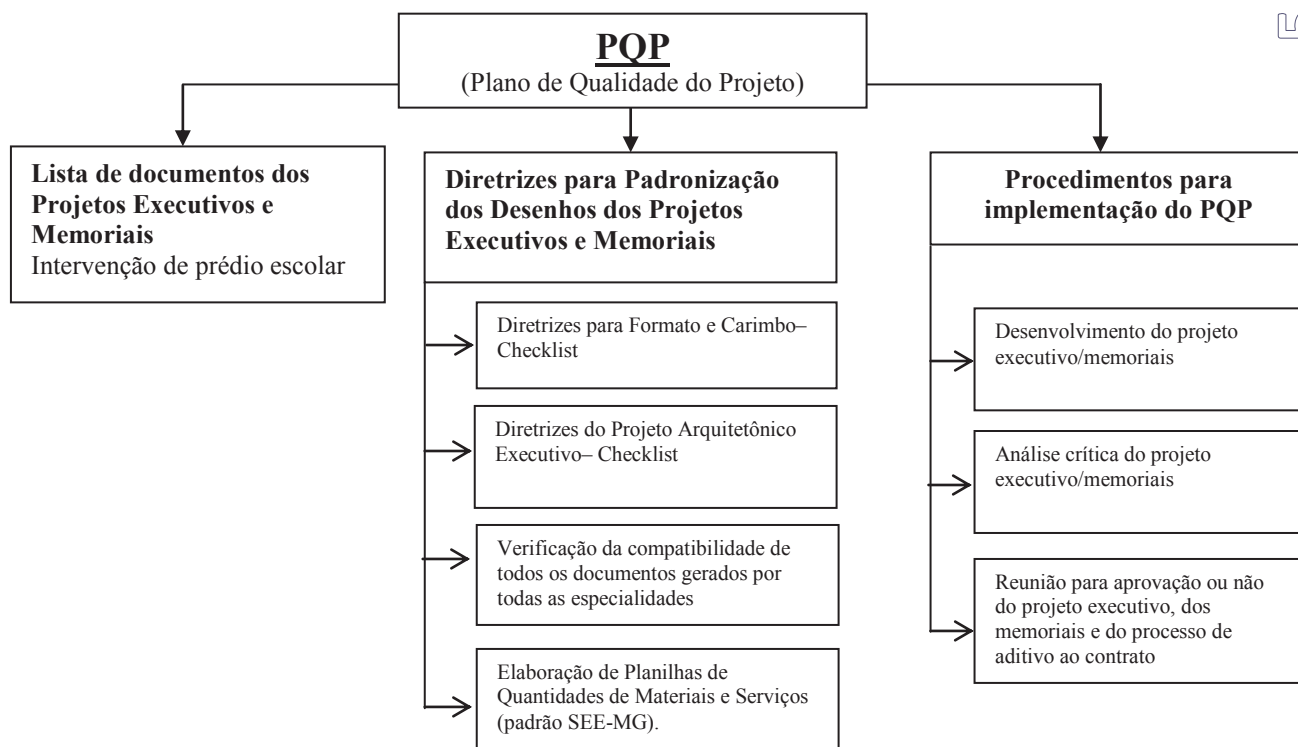 PQP
(Plano de Qualidade do Projeto)
Lista de documentos dos
Projetos Executivos e
Memoriais
Intervenção de prédio escolar
Diretrizes para Padronização
dos Desenhos dos Projetos
Executivos e Memoriais
Diretrizes para Formato e Carimbo–
Checklist
Diretrizes do Projeto Arquitetônico
Executivo– Checklist
Verificação da compatibilidade de
todos os documentos gerados por
todas as especialidades
Elaboração de Planilhas de
Quantidades de Materiais e Serviços
(padrão SEE-MG).
Procedimentos para
implementação do PQP
Desenvolvimento do projeto
executivo/memoriais
Análise crítica do projeto
executivo/memoriais
Reunião para aprovação ou não
do projeto executivo, dos
memoriais e do processo de
aditivo ao contrato